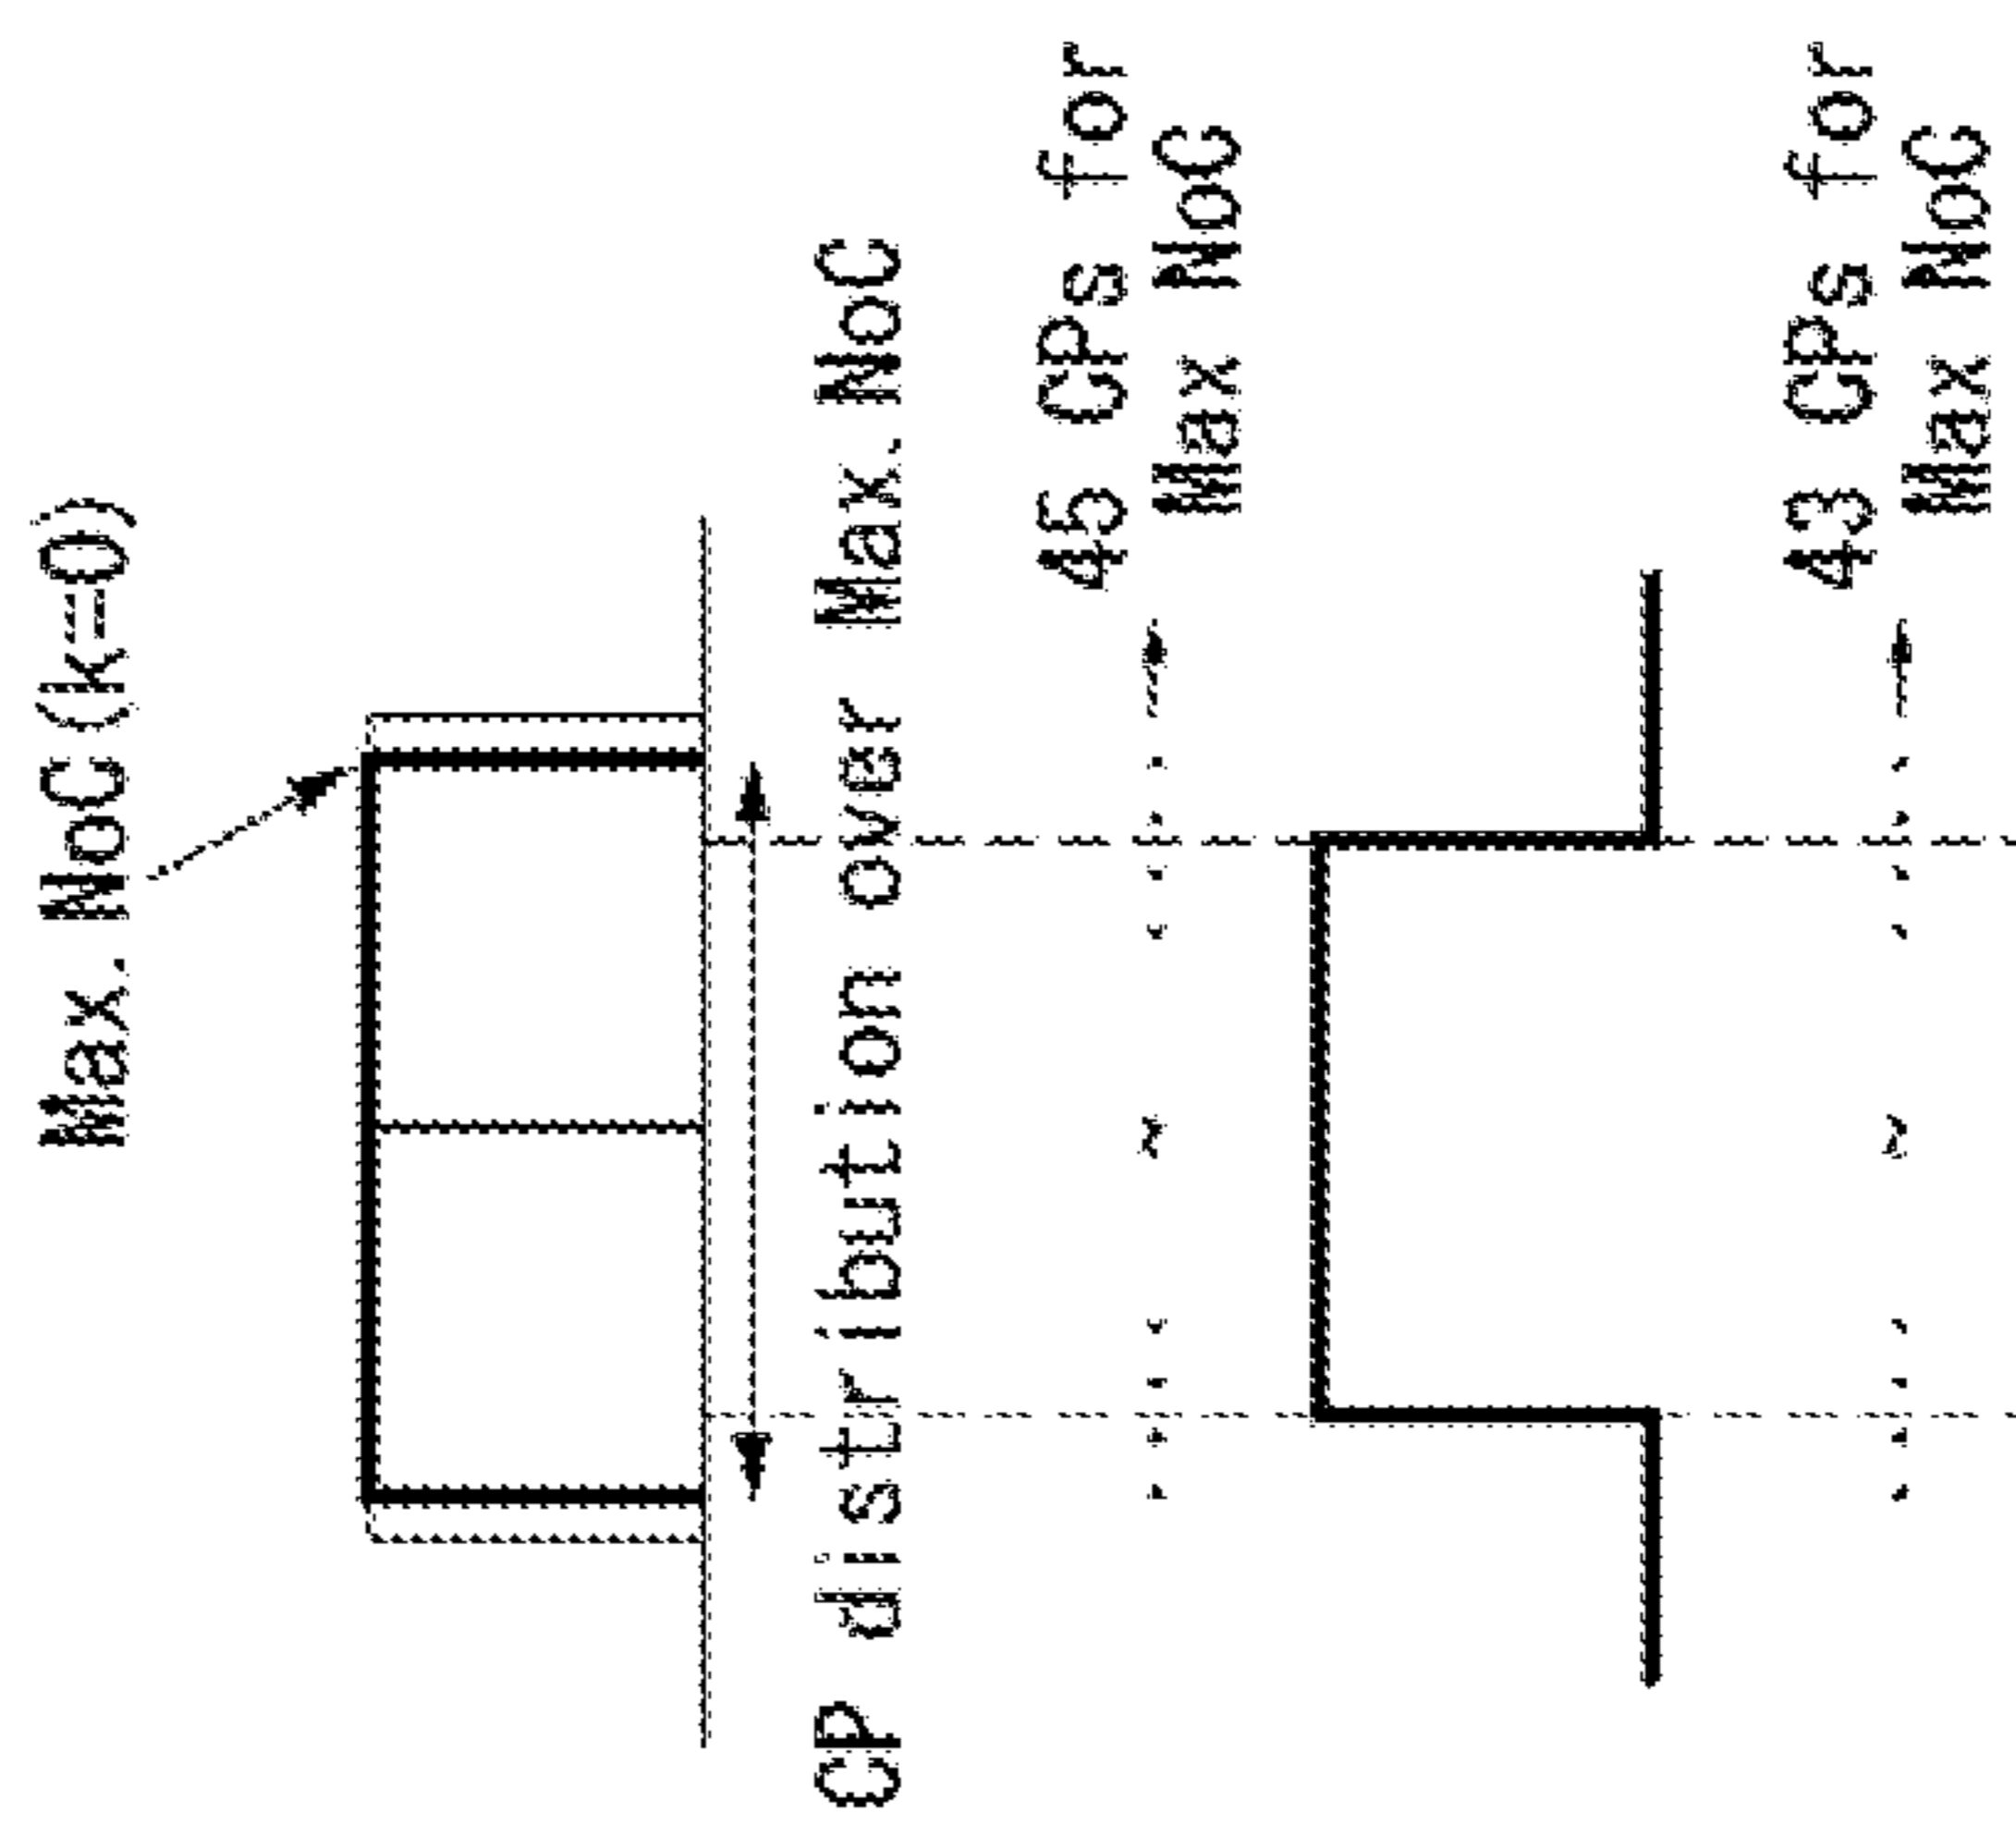 Max. NoC(k=0)
CP distribution over Max. NoC
45 CPs for
Max NoC
43 CPs for
Max NoC